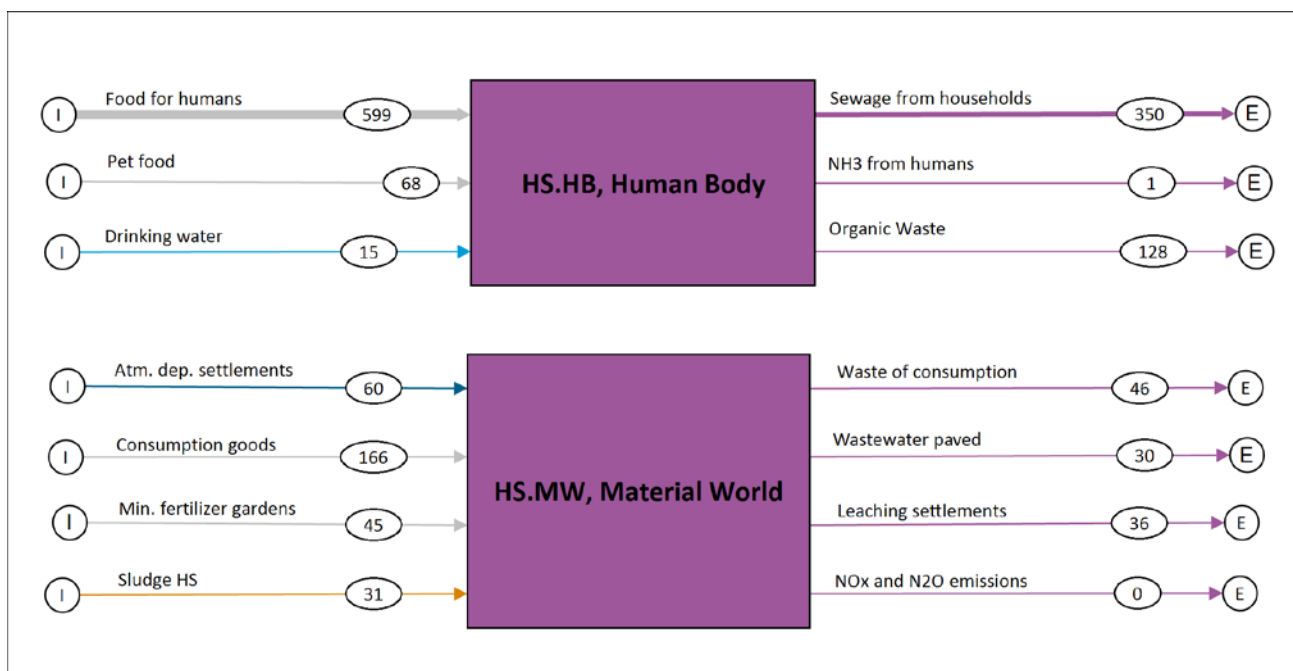 I Food for humans 599
Sewage from households 350 E
I Pet food 68
HS.HB, Human Body
NH3 from humans 1 E
I Drinking water 15
Organic Waste 128 E
I Atm. dep. settlements 60
Waste of consumption 46 E
I Consumption goods 166
Wastewater paved 30 E
HS.MW, Material World
I Min. fertilizer gardens 45
Leaching settlements 36 E
I Sludge HS 31
NOx and N2O emissions 0 E